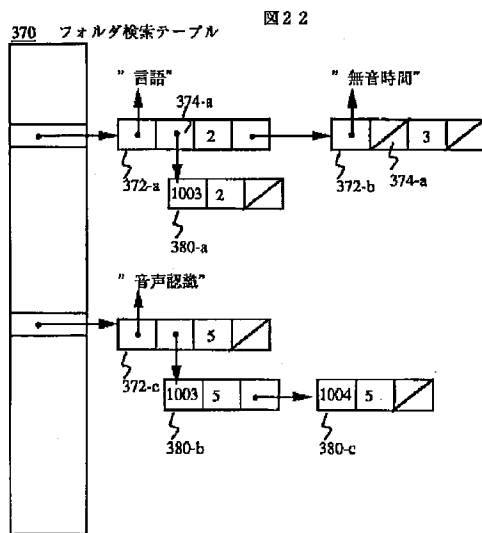 図２２
370 フォルダ検索テーブル
”言語”
374-a
”無音時間”
2
3
372-a
372-b
374-a
1003 2
380-a
”音声認識”
5
372-c
1003 5
1004 5
380-b
380-c